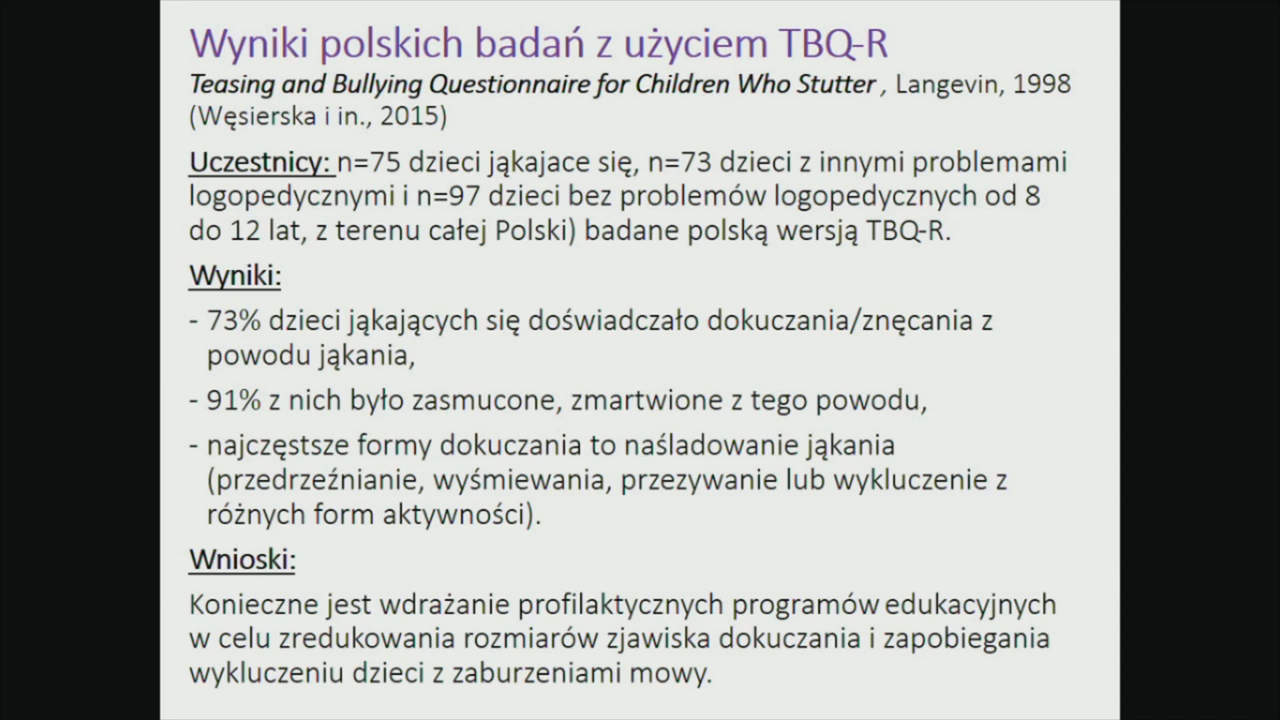 Wyniki polskich badań z użyciem TBQ-R
Teasing and Bullying Questionnaire for Children Who Stutter , Langevin, 1998
(Węsierska i in., 2015)
Uczestnicy: n=75 dzieci jąkajace się, n=73 dzieci z innymi problemami
logopedycznymi i n=97 dzieci bez problemów logopedycznych od 8
do 12 lat, z terenu całej Polski) badane polską wersją TBQ-R.
Wyniki:
- 73% dzieci jąkających się doświadczało dokuczania/znęcania z
powodu jąkania,
- 91% z nich było zasmucone, zmartwione z tego powodu,
- najczęstsze formy dokuczania to naśladowanie jąkania
(przedrzeźnianie, wyśmiewania, przezywanie lub wykluczenie z
różnych form aktywności).
Wnioski:
Konieczne jest wdrażanie profilaktycznych programów edukacyjnych
w celu zredukowania rozmiarów zjawiska dokuczania i zapobiegania
wykluczeniu dzieci z zaburzeniami mowy.